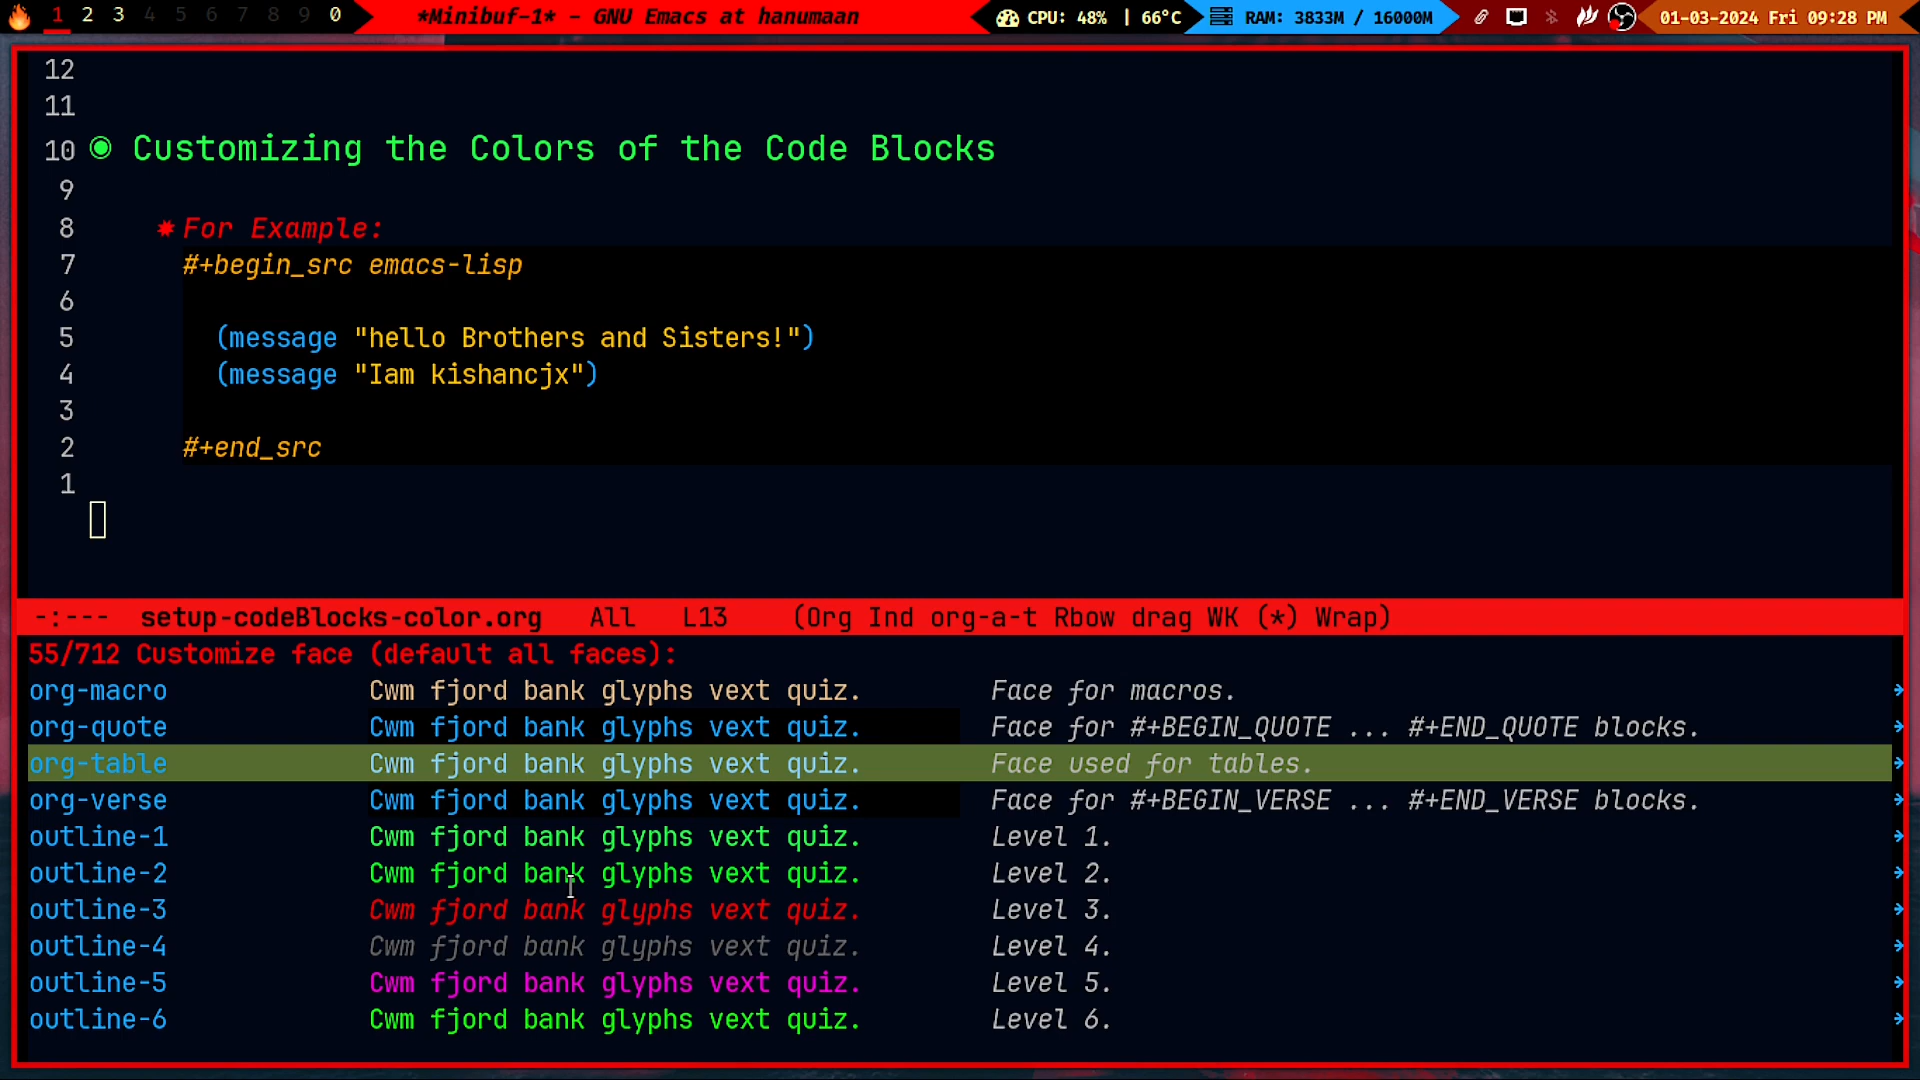 1 2 3 4 5 6 7 8 9 0 *Minibuf-1* - GNU Emacs at hanumaan CPU: 48% | 66°C RAM: 3833M / 16000M 01-03-2024 Fri 09:28 PM
12
11
10 ◉ Customizing the Colors of the Code Blocks
9
8 ✸ For Example:
7 #+begin_src emacs-lisp
6
5 (message "hello Brothers and Sisters!")
4 (message "Iam kishancjx")
3
2 #+end_src
1
-:--- setup-codeBlocks-color.org All L13 (Org Ind org-a-t Rbow drag WK (*) Wrap)
55/712 Customize face (default all faces):
org-macro Cwm fjord bank glyphs vext quiz. Face for macros.
org-quote Cwm fjord bank glyphs vext quiz. Face for #+BEGIN_QUOTE ... #+END_QUOTE blocks.
org-table Cwm fjord bank glyphs vext quiz. Face used for tables.
org-verse Cwm fjord bank glyphs vext quiz. Face for #+BEGIN_VERSE ... #+END_VERSE blocks.
outline-1 Cwm fjord bank glyphs vext quiz. Level 1.
outline-2 Cwm fjord bank glyphs vext quiz. Level 2.
outline-3 Cwm fjord bank glyphs vext quiz. Level 3.
outline-4 Cwm fjord bank glyphs vext quiz. Level 4.
outline-5 Cwm fjord bank glyphs vext quiz. Level 5.
outline-6 Cwm fjord bank glyphs vext quiz. Level 6.